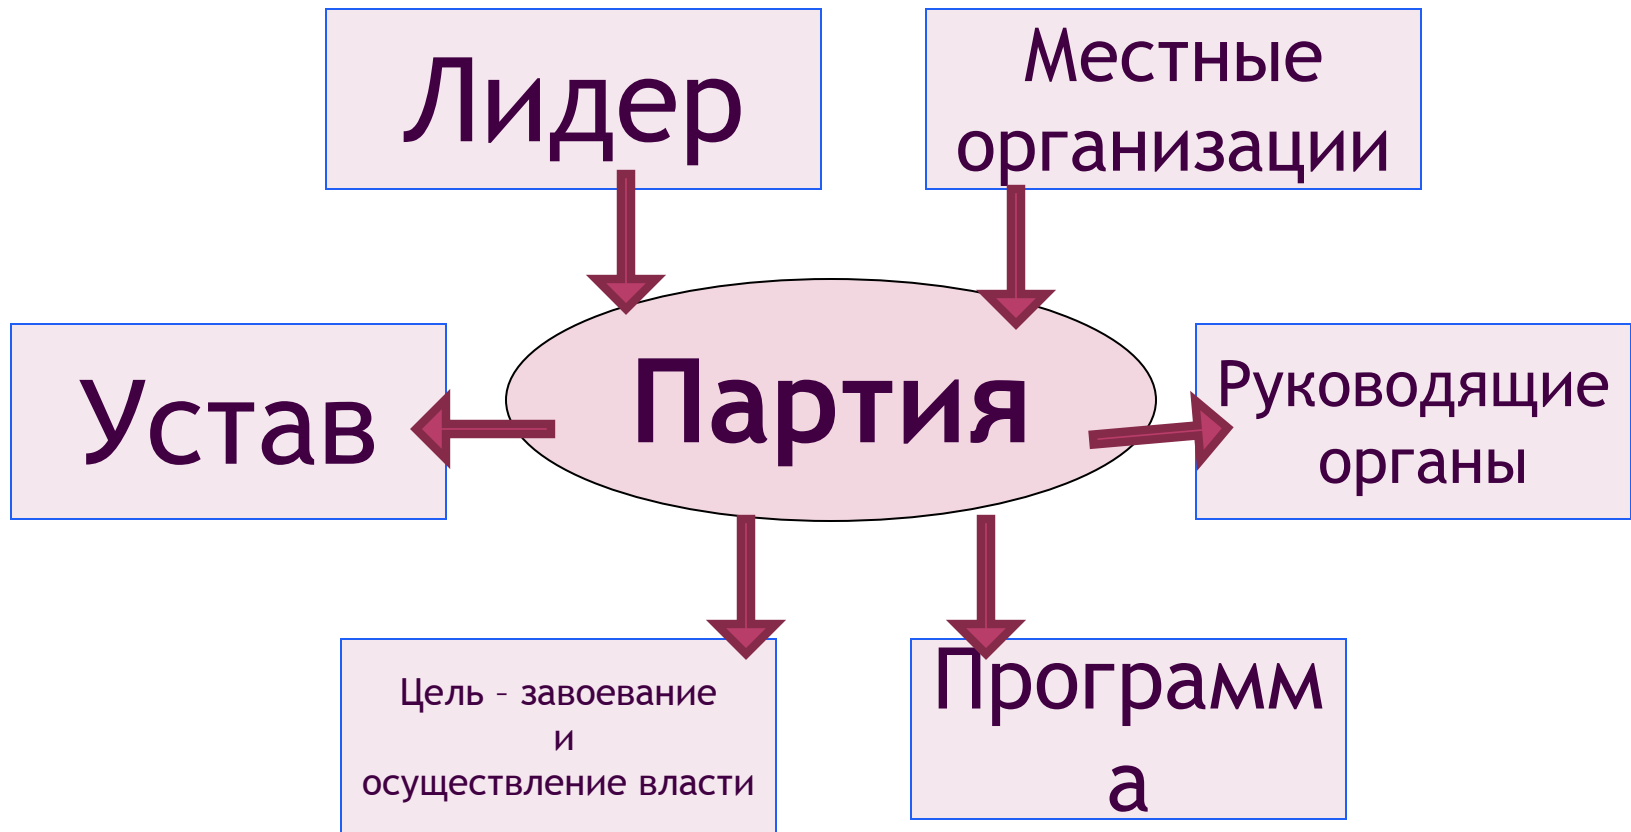 Лидер
Местные
организации
Устав
Партия
Руководящие
органы
Цель – завоевание
и
осуществление власти
Программ
а